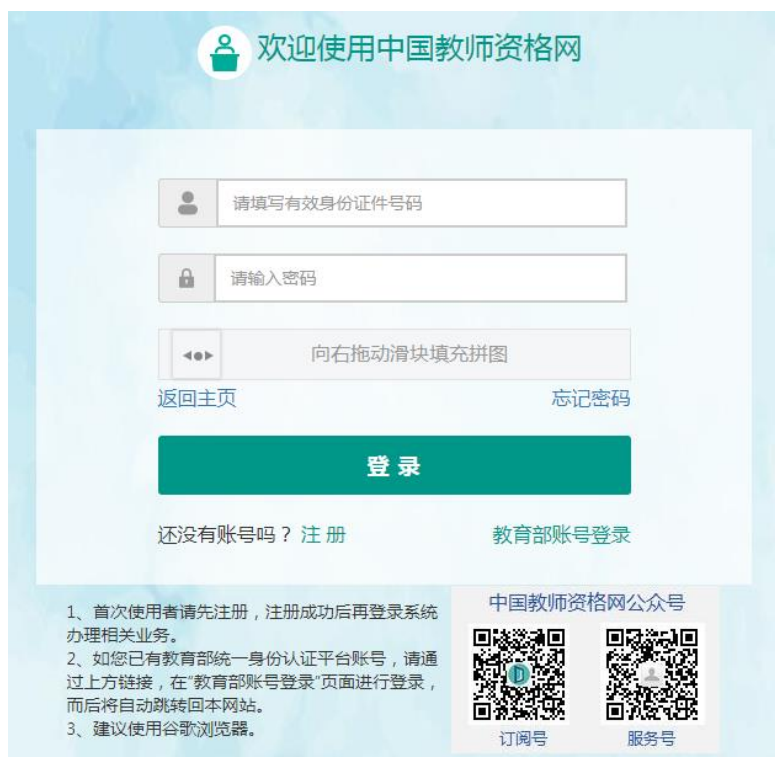 欢迎使用中国教师资格网
请填写有效身份证件号码
请输入密码
向右拖动滑块填充拼图
返回主页 忘记密码
登 录
还没有账号吗？注 册 教育部账号登录
1、首次使用者请先注册，注册成功后再登录系统
办理相关业务。
2、如您已有教育部统一身份认证平台账号，请通
过上方链接，在“教育部账号登录”页面进行登录，
而后将自动跳转回本网站。
3、建议使用谷歌浏览器。
中国教师资格网公众号
订阅号 服务号